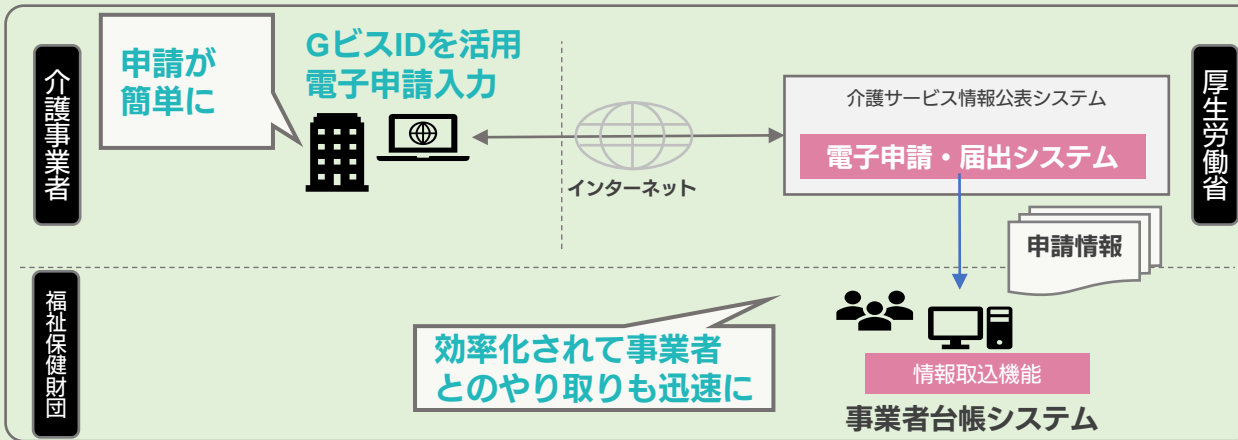 介護事業者
申請が
簡単に
GビズIDを活用
電子申請入力
インターネット
介護サービス情報公表システム
電子申請・届出システム
厚生労働省
申請情報
福祉保健財団
効率化されて事業者
とのやり取りも迅速に
情報取込機能
事業者台帳システム